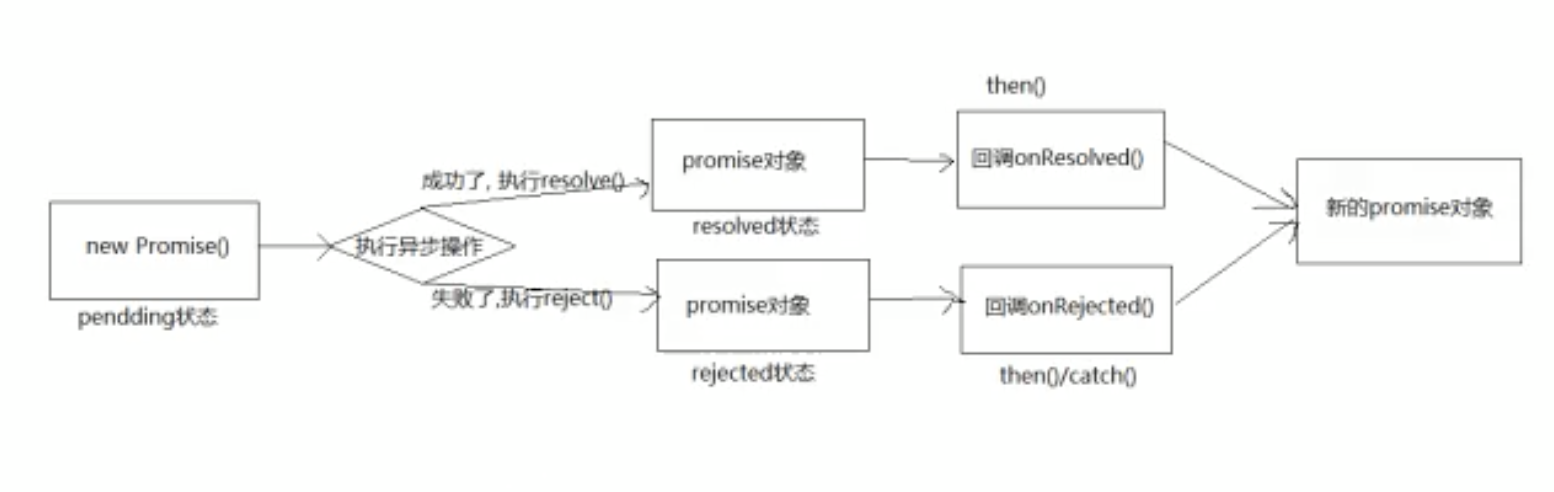 then()
成功了, 执行resolve()
promise对象
回调onResolved()
新的promise对象
resolved状态
new Promise()
执行异步操作
pendding状态
失败了,执行reject()
promise对象
回调onRejected()
rejected状态
then()/catch()